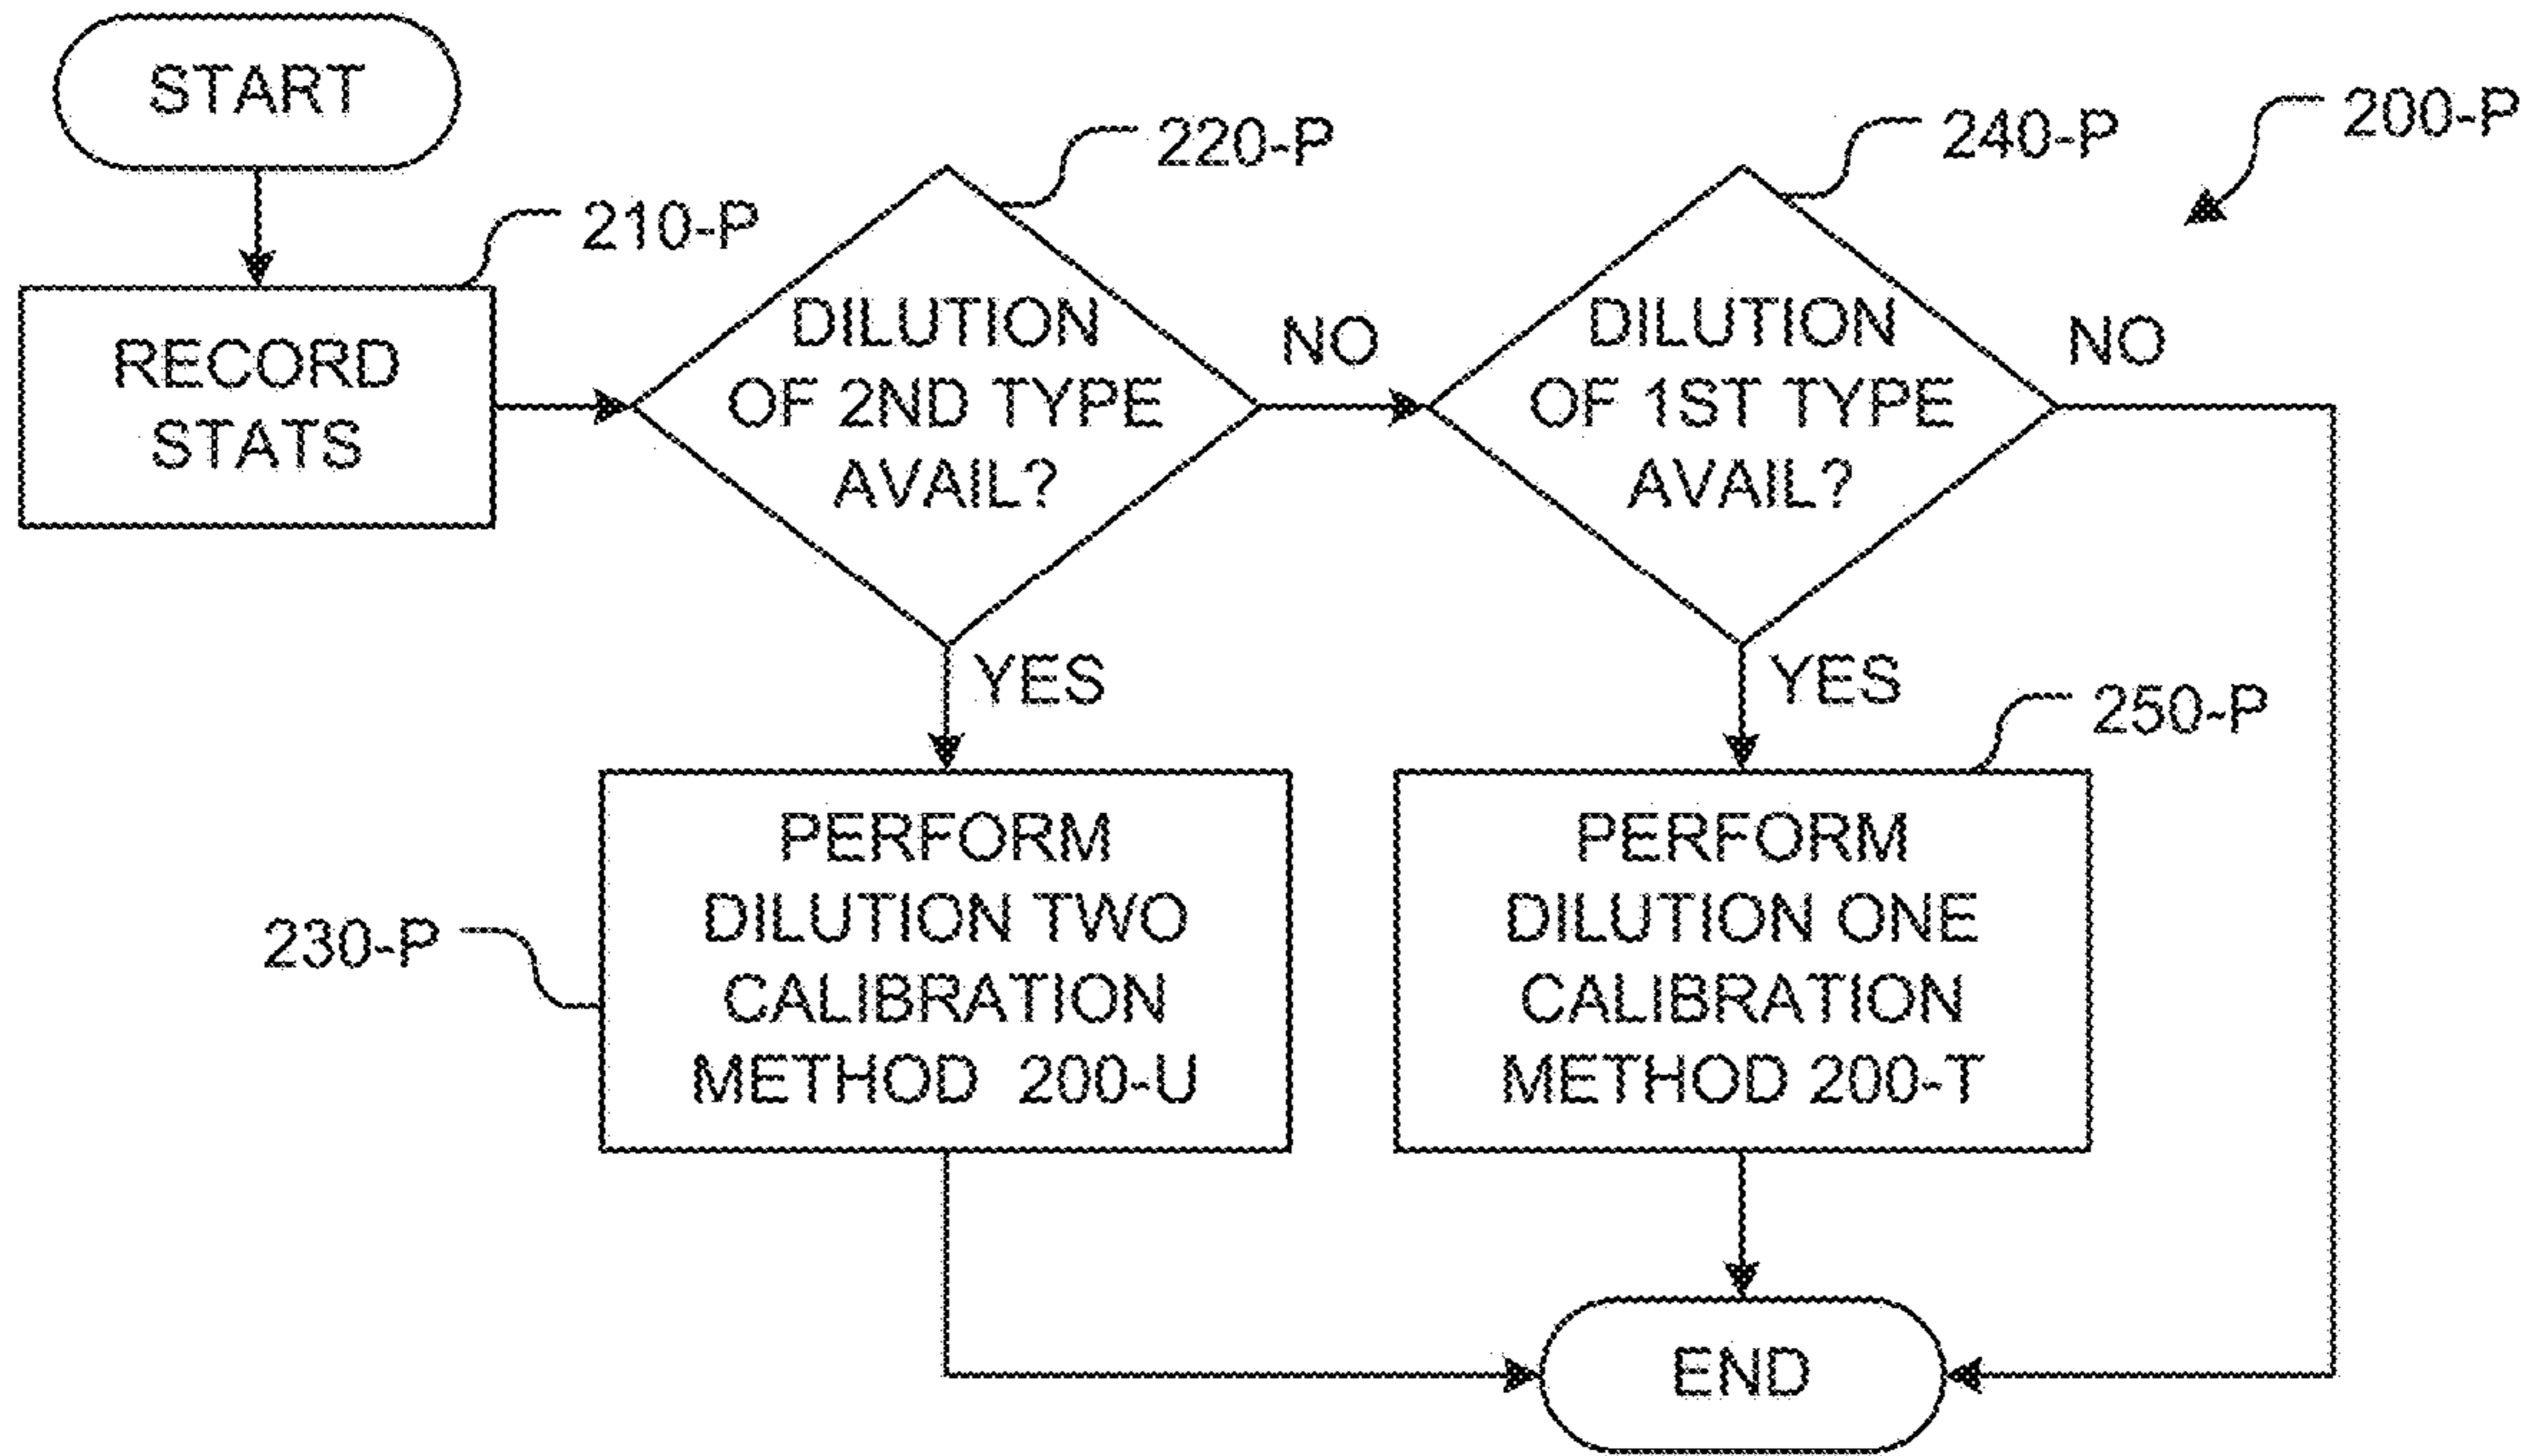 START
200-P
220-P
240-P
210-P
RECORD
STATS
DILUTION
OF 2ND TYPE
AVAIL?
NO
DILUTION
OF 1ST TYPE
AVAIL?
NO
YES
YES
250-P
230-P
PERFORM
DILUTION TWO
CALIBRATION
METHOD 200-U
PERFORM
DILUTION ONE
CALIBRATION
METHOD 200-T
END